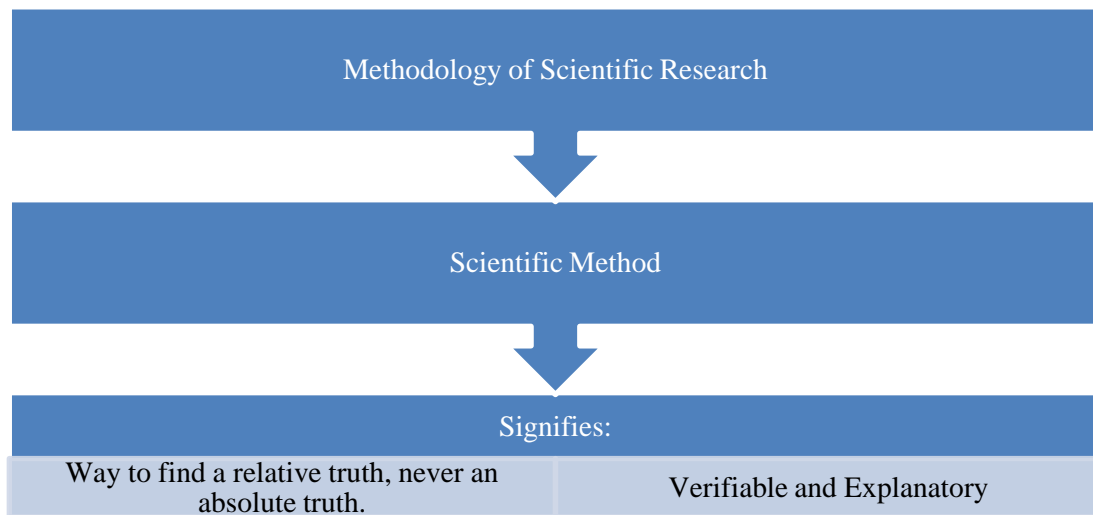 Methodology of Scientific Research
Scientific Method
Signifies:
Way to find a relative truth, never an
absolute truth.
Verifiable and Explanatory